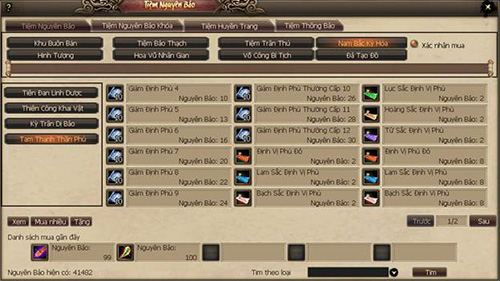 ?
Tiệm Nguyên Bảo
Tiệm Nguyên Bảo Tiệm Nguyên Bảo Khóa Tiệm Huyền Trang Tiệm Thông Bảo
Khu Buôn Bán Tiệm Bảo Thạch Tiệm Trân Thú Nam Bắc Kỳ Hóa Xác nhận mua
Hình Tượng Hoa Vũ Nhân Gian Võ Công Bí Tịch Đả Tạo Đồ
Tiên Đan Linh Dược
Thiên Công Khai Vật
Kỳ Trân Dị Bảo
Tam Thanh Thần Phù
Giám Định Phù 4 Giám Định Phù Thường Cấp 10 Lục Sắc Định Vị Phù
Nguyên Bảo: 10 Nguyên Bảo: 26 Nguyên Bảo: 2
Giám Định Phù 5 Giám Định Phù Thường Cấp 11 Hoàng Sắc Định Vị Phù
Nguyên Bảo: 13 Nguyên Bảo: 28 Nguyên Bảo: 2
Giám Định Phù 6 Giám Định Phù Thường Cấp 12 Tử Sắc Định Vị Phù
Nguyên Bảo: 16 Nguyên Bảo: 30 Nguyên Bảo: 2
Giám Định Phù 7 Định Vị Phù Đỏ Định Vị Phù Đỏ
Nguyên Bảo: 20 Nguyên Bảo: 2 Nguyên Bảo: 8
Giám Định Phù 8 Lam Sắc Định Vị Phù Lam Sắc Định Vị Phù
Nguyên Bảo: 22 Nguyên Bảo: 2 Nguyên Bảo: 8
Giám Định Phù 9 Bạch Sắc Định Vị Phù Bạch Sắc Định Vị Phù
Nguyên Bảo: 24 Nguyên Bảo: 2 Nguyên Bảo: 8
Xem Mua nhiều Tặng Trước 1/2 Sau
Danh sách mua gần đây
Nguyên Bảo: 99 Nguyên Bảo: 100
Nguyên Bảo hiện có: 41482 Tìm theo loại Tìm